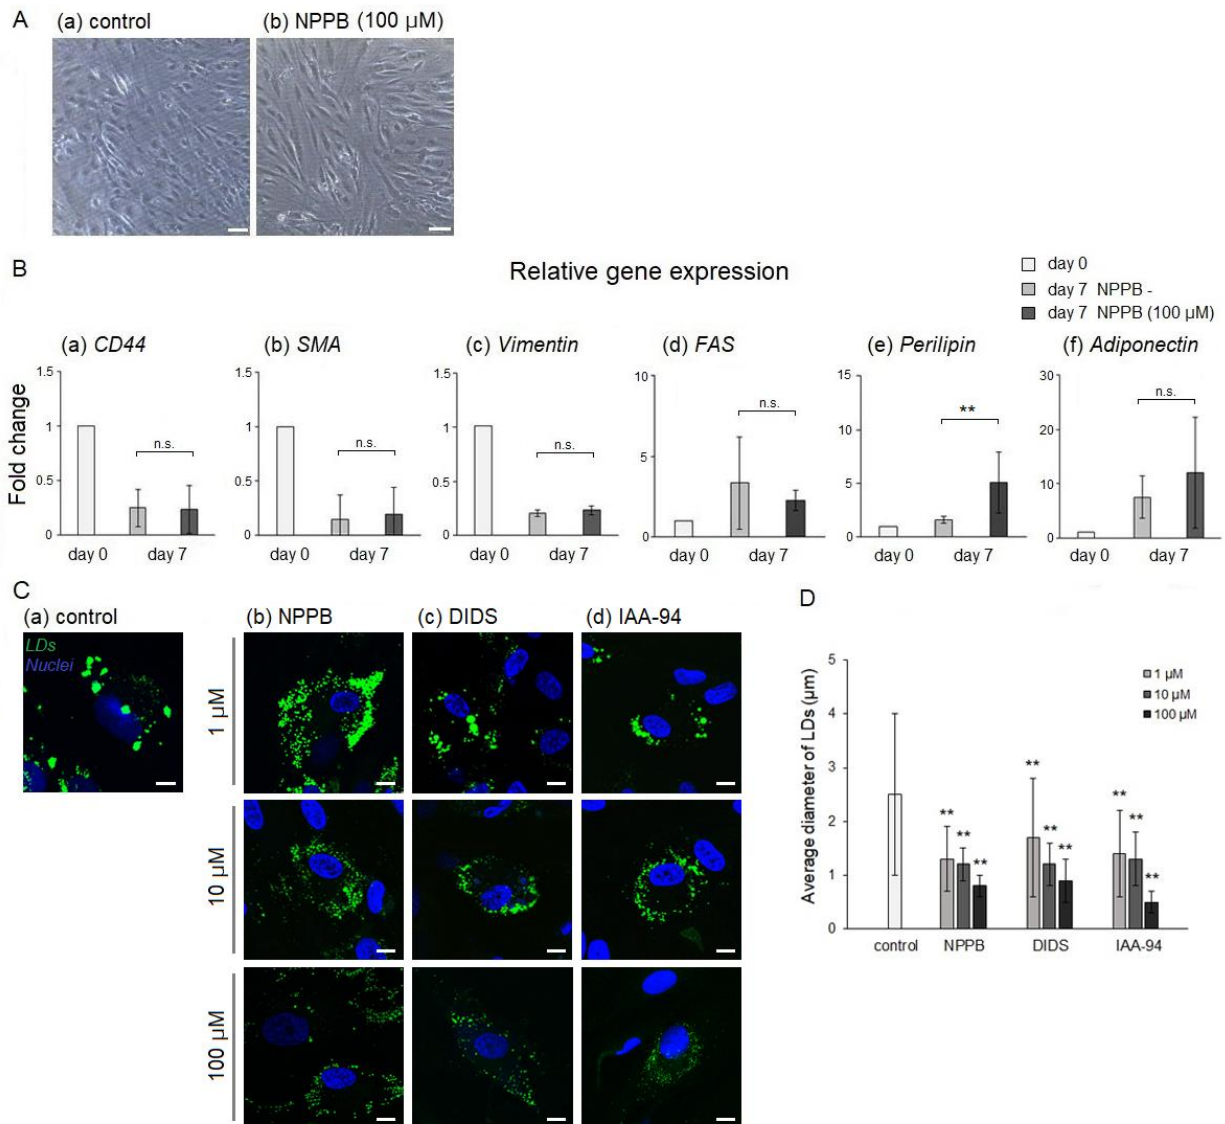 A
(a) control
(b) NPPB (100 µM)
B
Relative gene expression
day 0
day 7 NPPB -
day 7 NPPB (100 µM)
(a) CD44
(b) SMA
(c) Vimentin
(d) FAS
(e) Perilipin
(f) Adiponectin
Fold change
1.5
1
0.5
0
n.s.
day 0
day 7
1.5
1
0.5
0
n.s.
day 0
day 7
1.5
1
0.5
0
n.s.
day 0
day 7
10
5
0
n.s.
day 0
day 7
15
10
5
0
**
day 0
day 7
30
20
10
0
n.s.
day 0
day 7
C
(a) control
(b) NPPB
(c) DIDS
(d) IAA-94
LDs
Nuclei
1 µM
10 µM
100 µM
D
Average diameter of LDs (µm)
5
4
3
2
1
0
1 µM
10 µM
100 µM
**
**
**
**
**
**
**
**
**
control
NPPB
DIDS
IAA-94